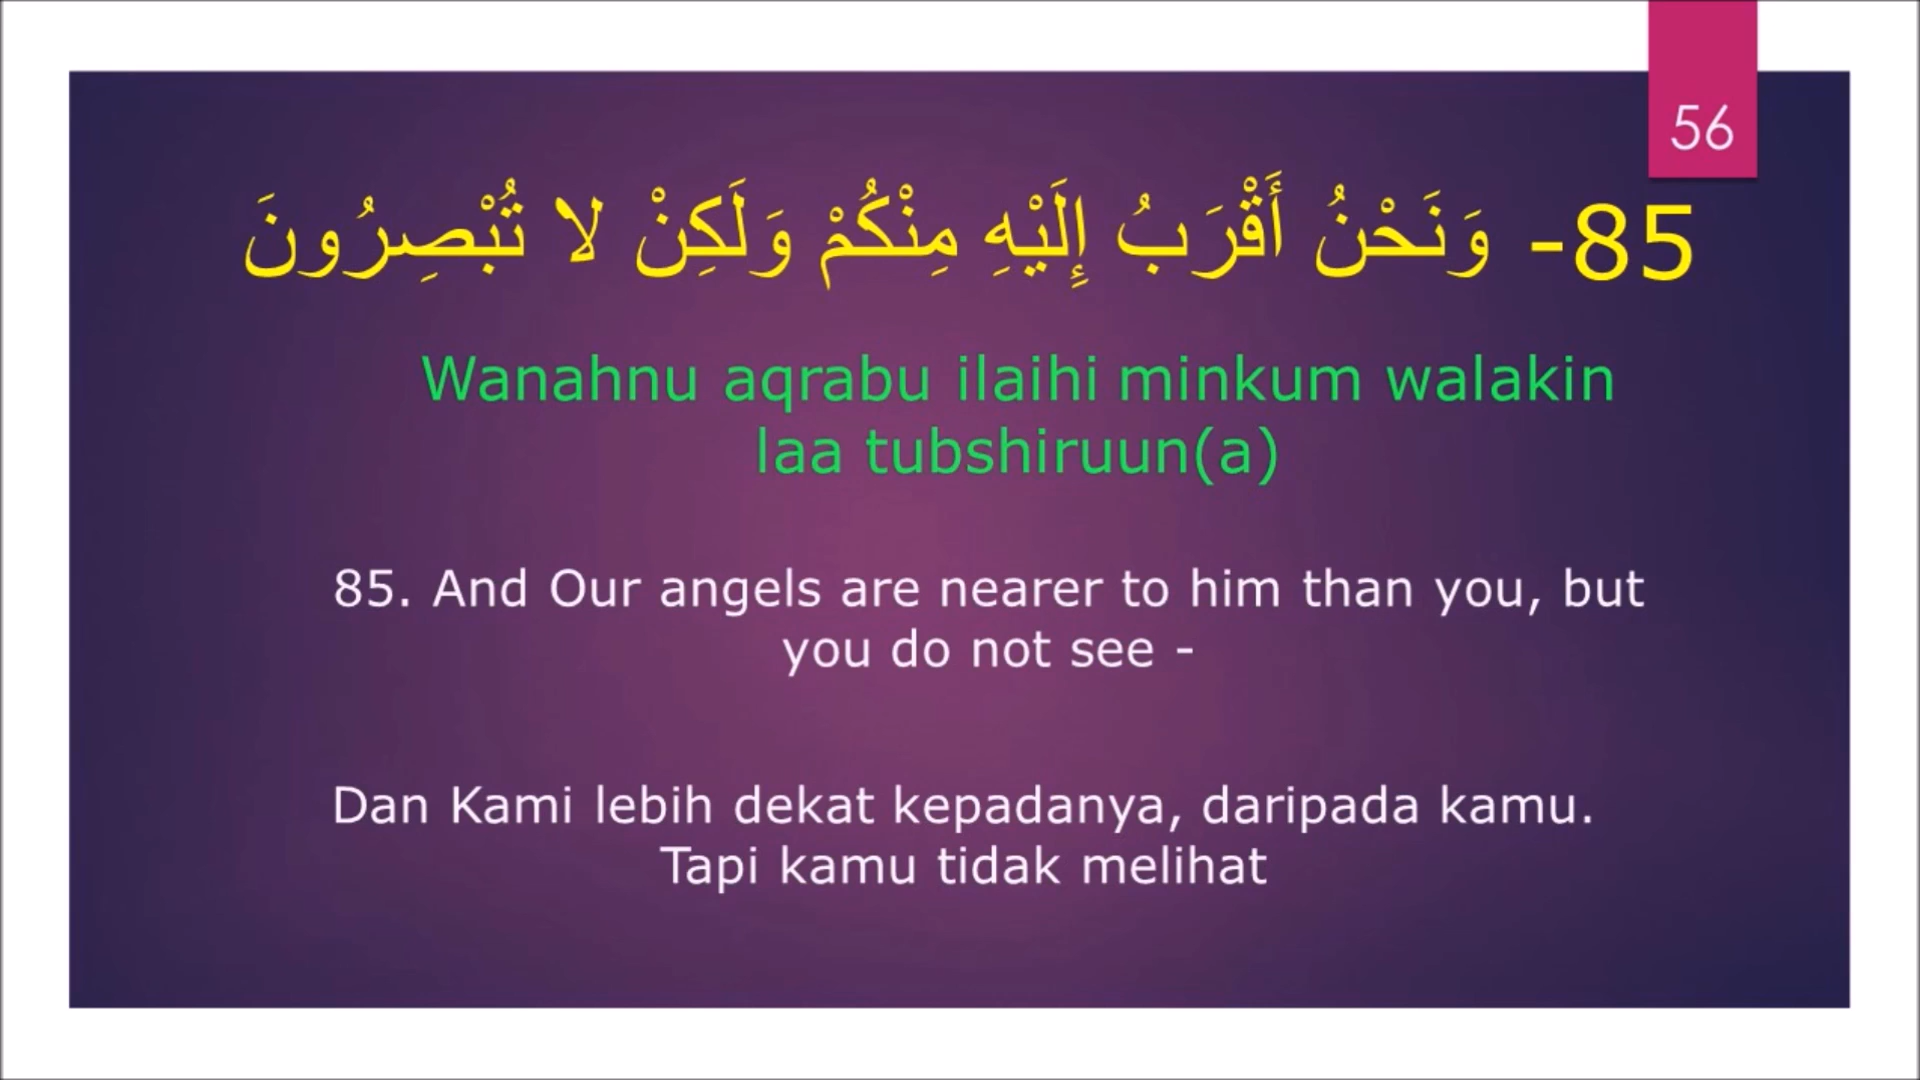 56
85- وَنَحْنُ أَقْرَبُ إِلَيْهِ مِنْكُمْ وَلَكِنْ لا تُبْصِرُونَ
Wanahnu aqrabu ilaihi minkum walakin
laa tubshiruun(a)
85. And Our angels are nearer to him than you, but
you do not see -
Dan Kami lebih dekat kepadanya, daripada kamu.
Tapi kamu tidak melihat